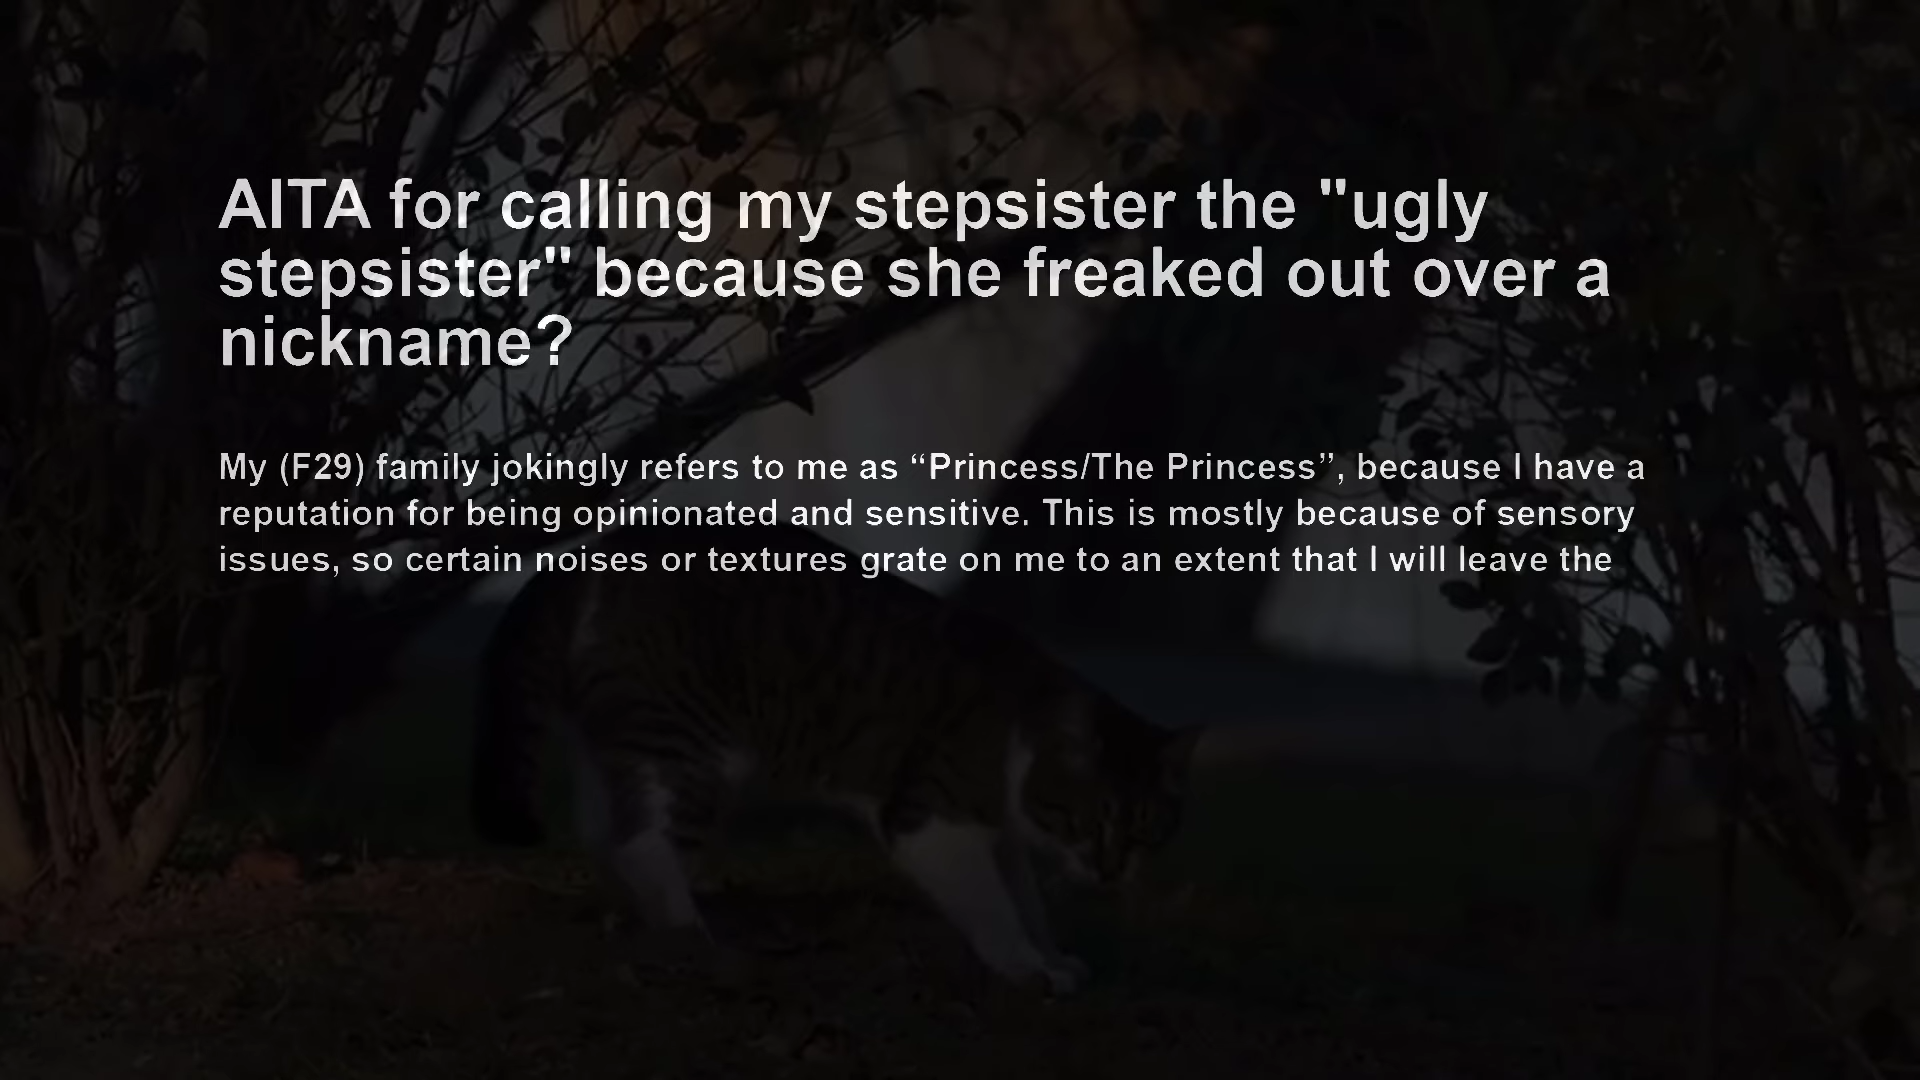 AITA for calling my stepsister the "ugly
stepsister" because she freaked out over a
nickname?
My (F29) family jokingly refers to me as “Princess/The Princess”, because I have a
reputation for being opinionated and sensitive. This is mostly because of sensory
issues, so certain noises or textures grate on me to an extent that I will leave the